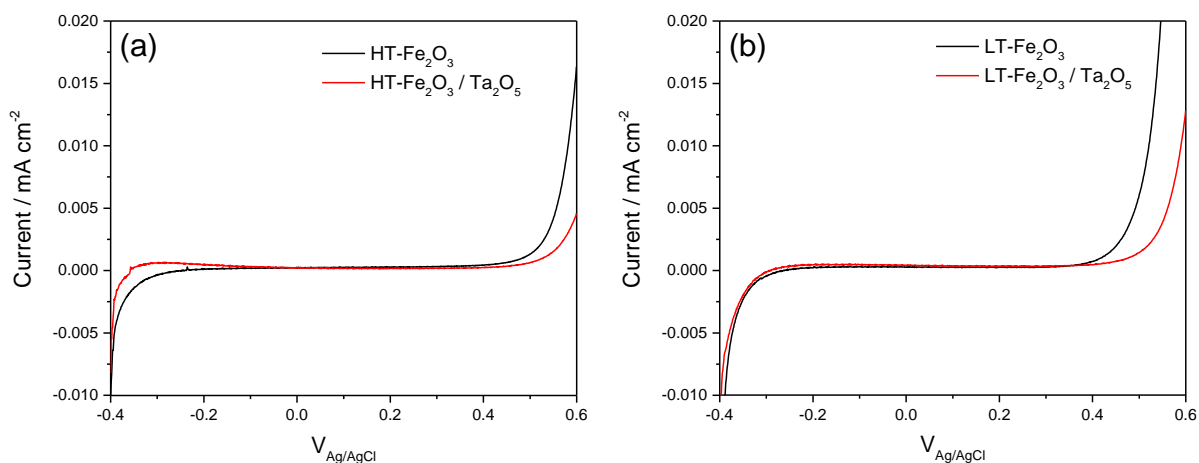 (a)
HT-Fe₂O₃
HT-Fe₂O₃ / Ta₂O₅
Current / mA cm⁻²
0.020
0.015
0.010
0.005
0.000
-0.005
-0.010
-0.4
-0.2
0.0
0.2
0.4
0.6
V_Ag/AgCl
(b)
LT-Fe₂O₃
LT-Fe₂O₃ / Ta₂O₅
Current / mA cm⁻²
0.020
0.015
0.010
0.005
0.000
-0.005
-0.010
-0.4
-0.2
0.0
0.2
0.4
0.6
V_Ag/AgCl